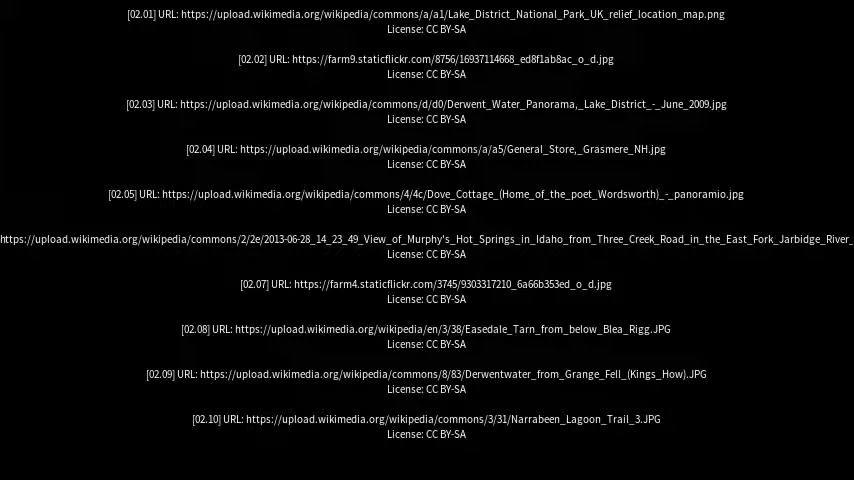 [02.01] URL: https://upload.wikimedia.org/wikipedia/commons/a/a1/Lake_District_National_Park_UK_relief_location_map.png
License: CC BY-SA
[02.02] URL: https://farm9.staticflickr.com/8756/16937114668_ed8f1ab8ac_o_d.jpg
License: CC BY-SA
[02.03] URL: https://upload.wikimedia.org/wikipedia/commons/d/d0/Derwent_Water_Panorama,_Lake_District_-_June_2009.jpg
License: CC BY-SA
[02.04] URL: https://upload.wikimedia.org/wikipedia/commons/a/a5/General_Store,_Grasmere_NH.jpg
License: CC BY-SA
[02.05] URL: https://upload.wikimedia.org/wikipedia/commons/4/4c/Dove_Cottage_(Home_of_the_poet_Wordsworth)_-_panoramio.jpg
License: CC BY-SA
https://upload.wikimedia.org/wikipedia/commons/2/2e/2013-06-28_14_23_49_View_of_Murphy's_Hot_Springs_in_Idaho_from_Three_Creek_Road_in_the_East_Fork_Jarbidge_River_
License: CC BY-SA
[02.07] URL: https://farm4.staticflickr.com/3745/9303317210_6a66b353ed_o_d.jpg
License: CC BY-SA
[02.08] URL: https://upload.wikimedia.org/wikipedia/en/3/38/Easedale_Tarn_from_below_Blea_Rigg.JPG
License: CC BY-SA
[02.09] URL: https://upload.wikimedia.org/wikipedia/commons/8/83/Derwentwater_from_Grange_Fell_(Kings_How).JPG
License: CC BY-SA
[02.10] URL: https://upload.wikimedia.org/wikipedia/commons/3/31/Narrabeen_Lagoon_Trail_3.JPG
License: CC BY-SA